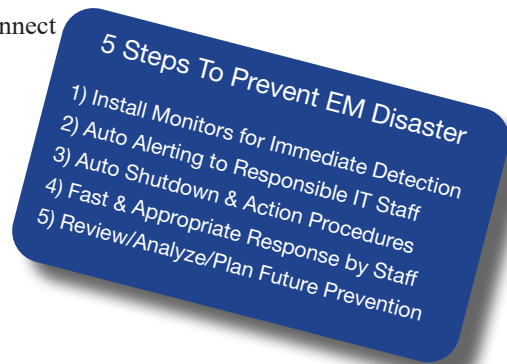 nnect
5 Steps To Prevent EM Disaster
1) Install Monitors for Immediate Detection
2) Auto Alerting to Responsible IT Staff
3) Auto Shutdown & Action Procedures
4) Fast & Appropriate Response by Staff
5) Review/Analyze/Plan Future Prevention